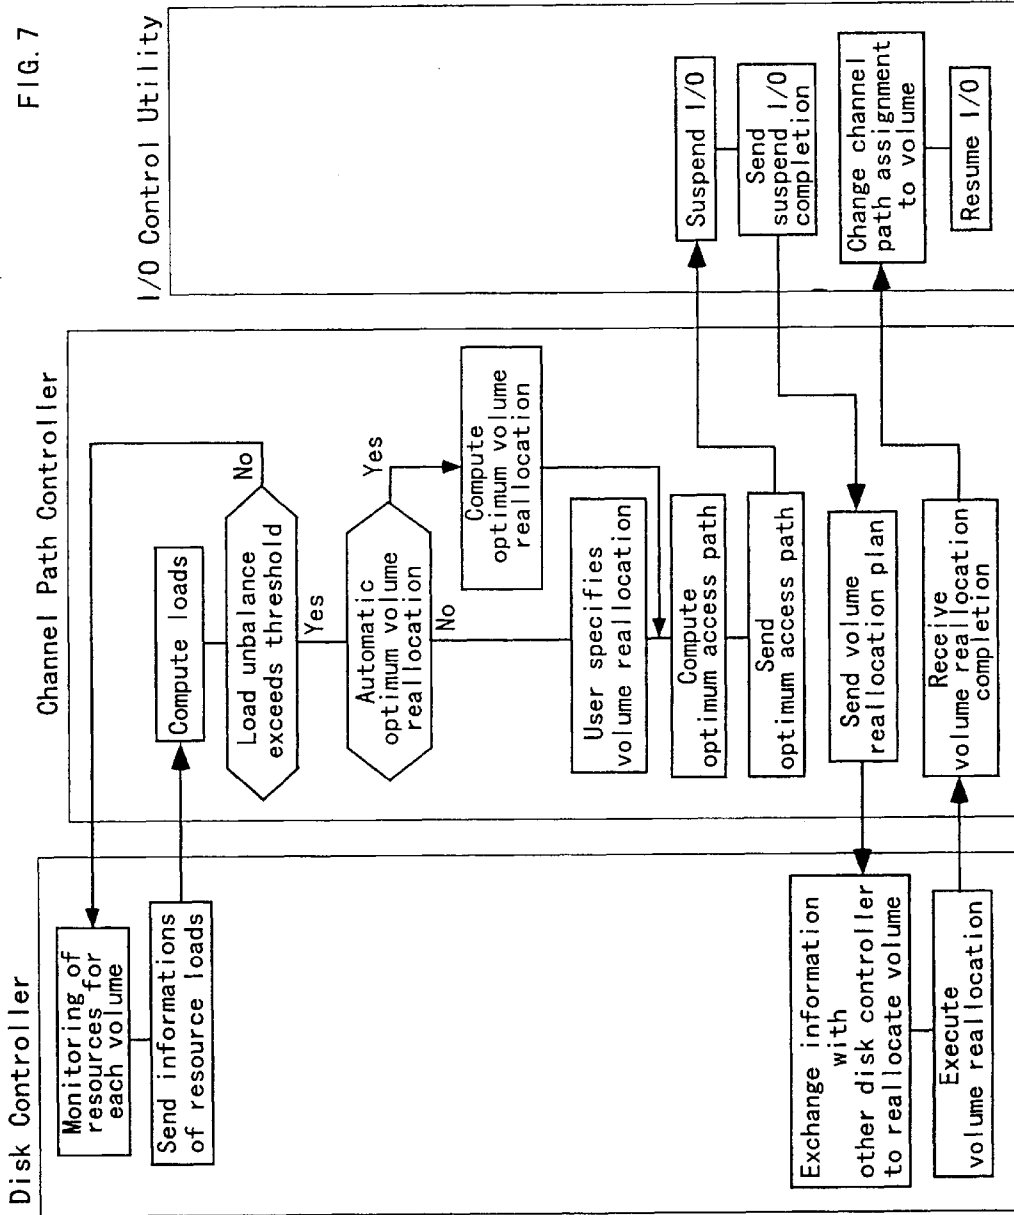 FIG. 7
Disk Controller
Monitoring of
resources for
each volume
Send informations
of resource loads
Exchange information
with
other disk controller
to reallocate volume
Execute
volume reallocation
Channel Path Controller
Compute loads
Load unbalance
exceeds threshold
No
Yes
Automatic
optimum volume
reallocation
Yes
No
Compute
optimum volume
reallocation
User specifies
volume reallocation
Compute
optimum access path
Send
optimum access path
Send volume
reallocation plan
Receive
volume reallocation
completion
I/O Control Utility
Suspend I/O
Send
suspend I/O
completion
Change channel
path assignment
to volume
Resume I/O